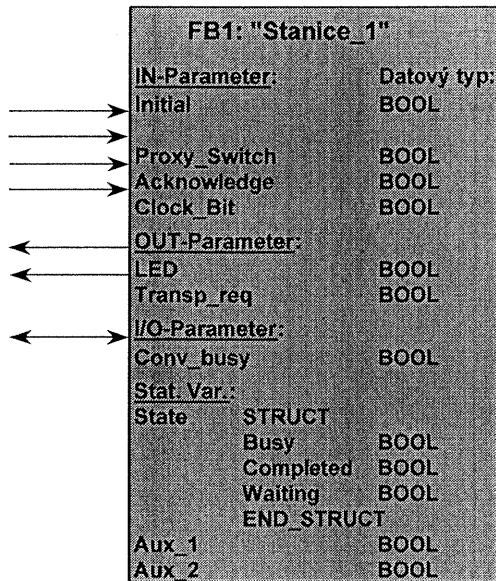 FB1: "Stanice_1"
IN-Parameter: Datový typ:
Initial BOOL
Proxy_Switch BOOL
Acknowledge BOOL
Clock_Bit BOOL
OUT-Parameter:
LED BOOL
Transp_req BOOL
I/O-Parameter:
Conv_busy BOOL
Stat. Var.:
State STRUCT
Busy BOOL
Completed BOOL
Waiting BOOL
END_STRUCT
Aux_1 BOOL
Aux_2 BOOL